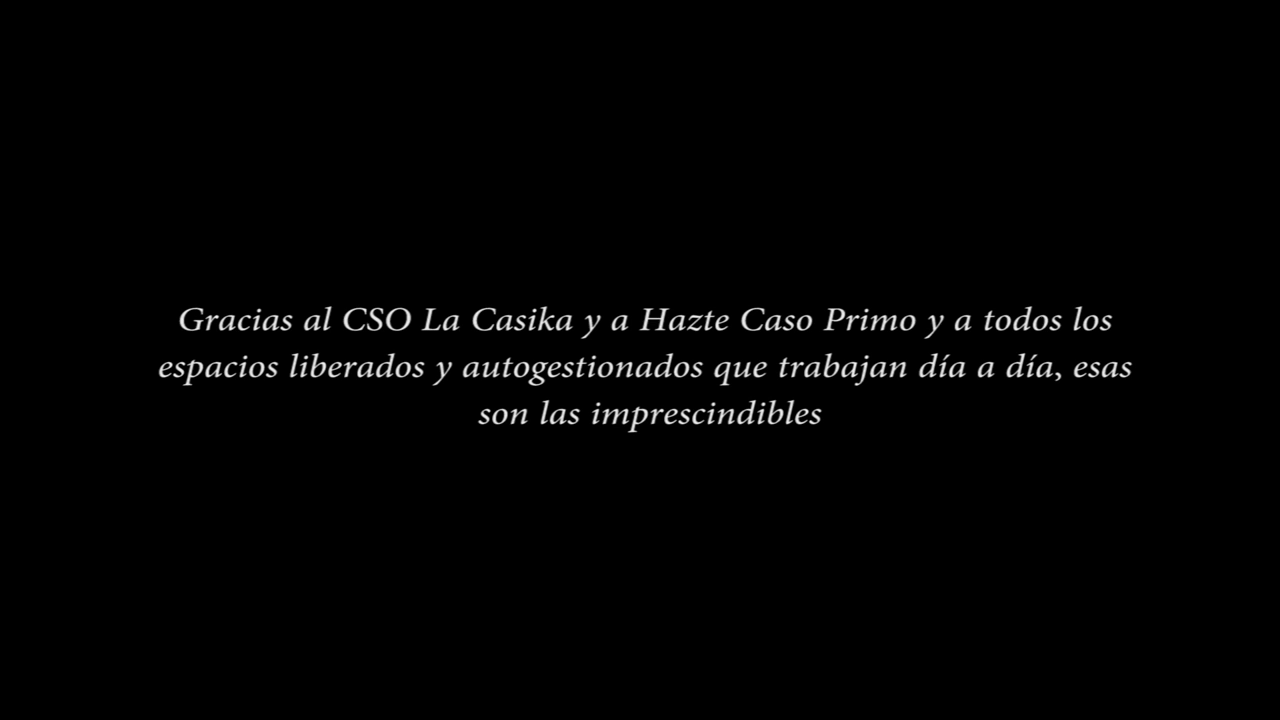 Gracias al CSO La Casika y a Hazte Caso Primo y a todos los
espacios liberados y autogestionados que trabajan día a día, esas
son las imprescindibles